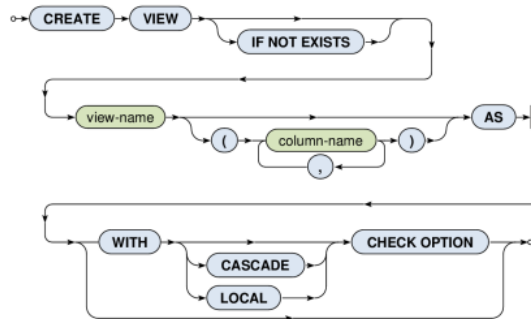 CREATE VIEW
IF NOT EXISTS
view-name AS
( column-name )
,
WITH CHECK OPTION
CASCADE
LOCAL